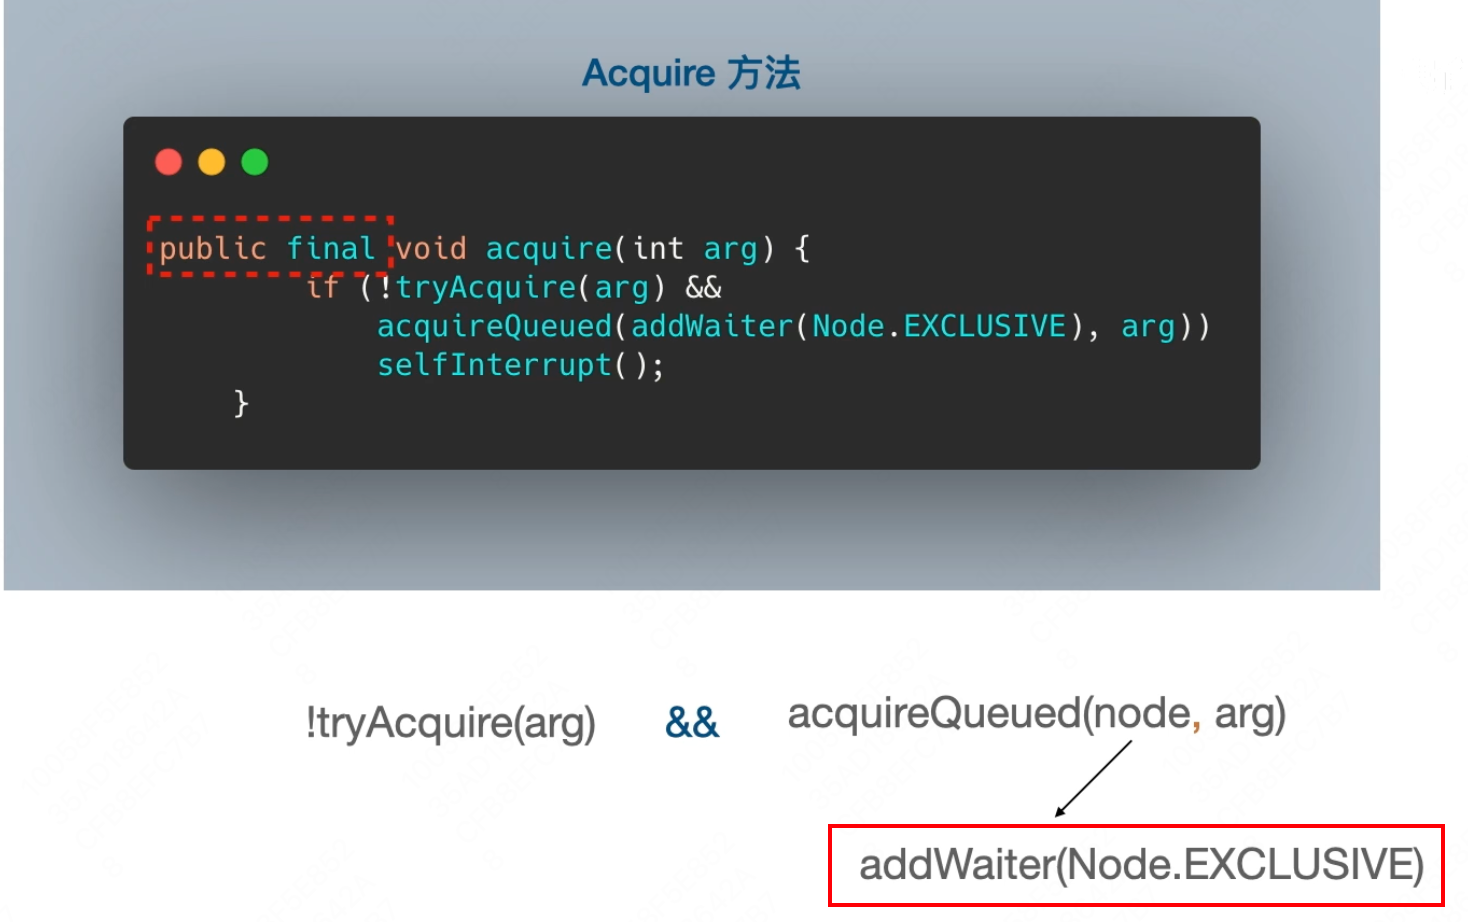 Acquire 方法
public final void acquire(int arg) {
if (!tryAcquire(arg) &&
acquireQueued(addWaiter(Node.EXCLUSIVE), arg))
selfInterrupt();
}
!tryAcquire(arg) && acquireQueued(node, arg)
addWaiter(Node.EXCLUSIVE)